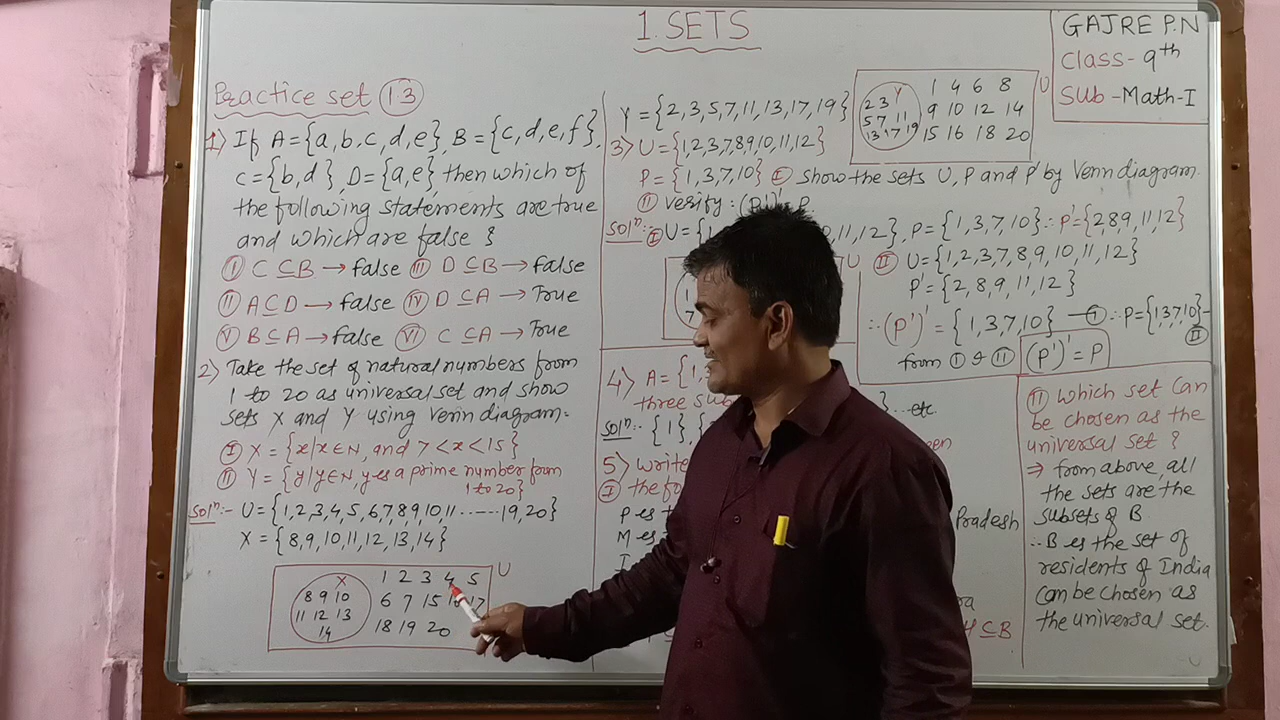 1. SETS
GAJRE P.N
Class- 9th
Sub -Math-I
Practice set 13
1) If A={a,b,c,d,e}, B={c,d,e,f},
C={b,d}, D={a,e} then which of
the following statements are true
and which are false ?
I C⊆B → false III D⊆B → false
II A⊆D → false IV D⊆A → True
V B⊆A → false VI C⊆A → True
2) Take the set of natural numbers from
1 to 20 as universal set and show
sets X and Y using Venn diagram.
I X = {x|x∈N, and 7<x<15}
II Y = {y|y∈N, y es a prime number from
1 to 20}
Solⁿ:- U={1,2,3,4,5,6,7,8,9,10,11......19,20}
X = {8,9,10,11,12,13,14}
X 1 2 3 4 5 U
8 9 10 6 7 15 16 17
11 12 13
14 18 19 20
Y = {2,3,5,7,11,13,17,19}
Y 1 4 6 8 U
2 3 9 10 12 14
5 7 11
13 17 19 15 16 18 20
3) U={1,2,3,7,8,9,10,11,12}
P={1,3,7,10} I Show the sets U, P and P' by Venn diagram.
II Verify: (P')' = P.
Solⁿ:- I U={1, 10,11,12}, P={1,3,7,10} ∴ P'={2,8,9,11,12}
U
1
7
II U={1,2,3,7,8,9,10,11,12}
P'={2,8,9,11,12}
∴(P')'={1,3,7,10} —I ∴ P={1,3,7,10}-II
from I & II (P')'=P
4) A={1,
three
Solⁿ:- {1}, { } ... etc.
5) write
I the
P es
M es Pradesh
I
⊆B
II Which set can
be chosen as the
universal set ?
⇒ from above, all
the sets are the
subsets of B
∴ B es the set of
residents of India
can be chosen as
the universal set.